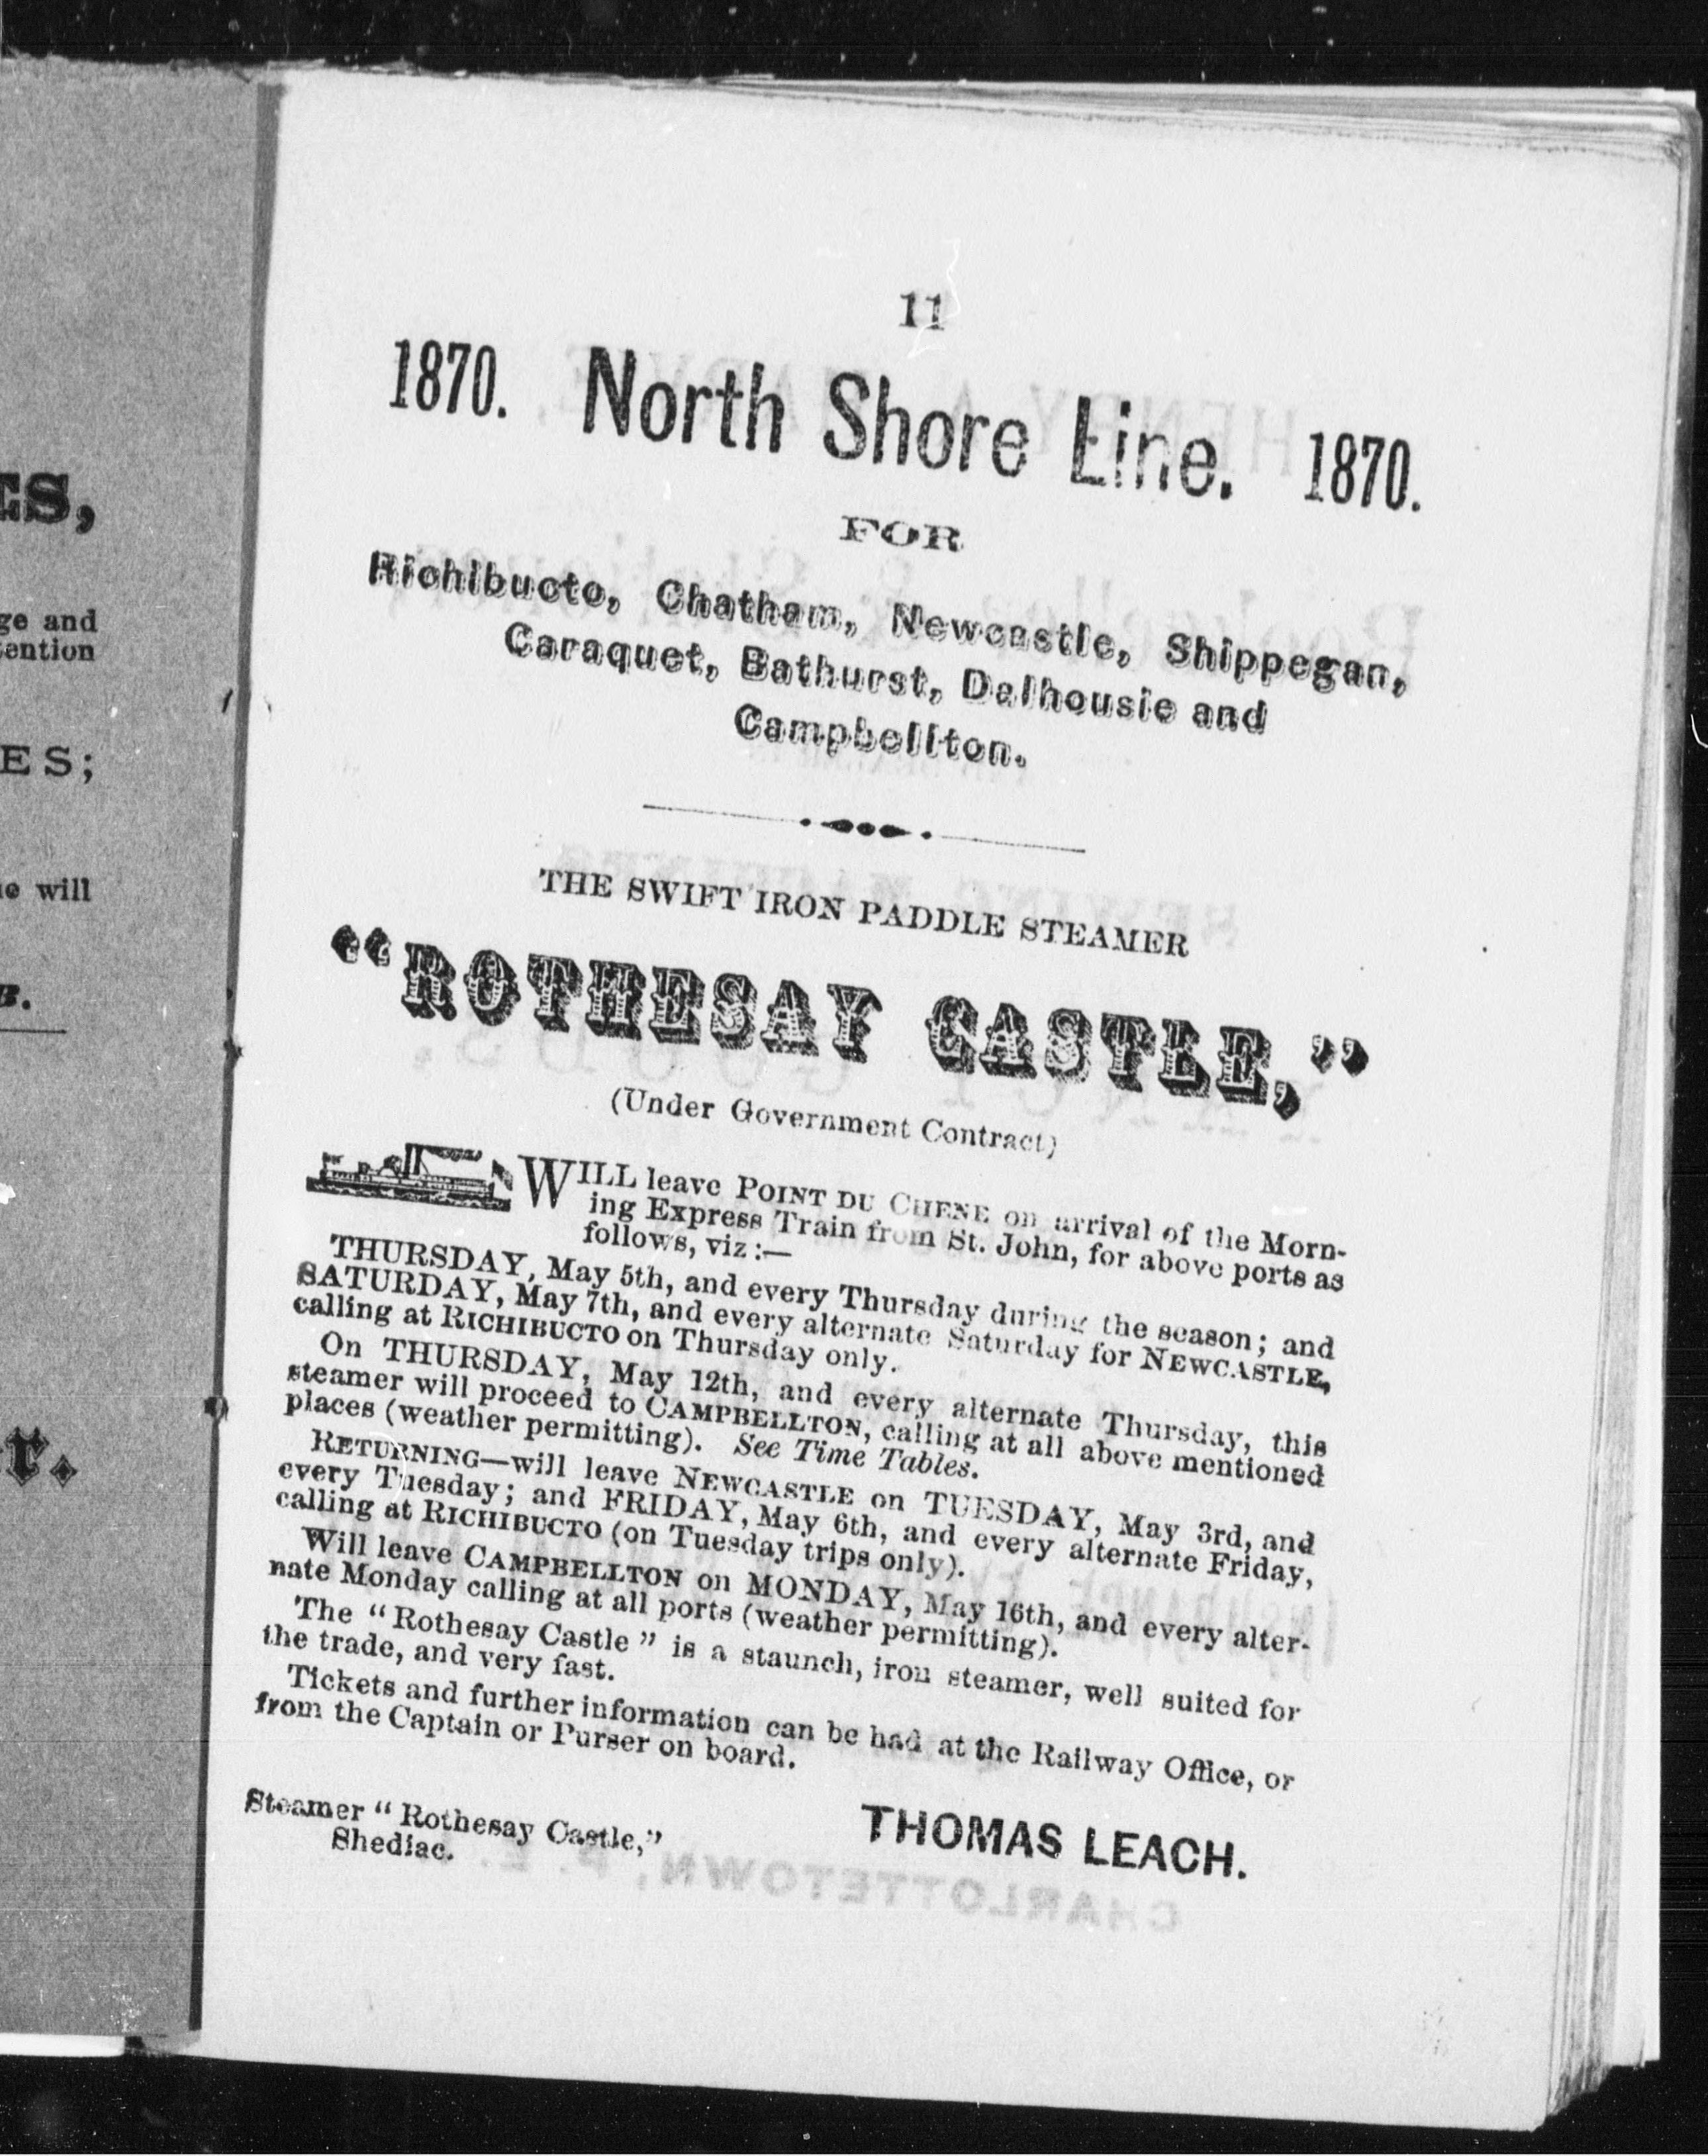 ES,
ge and
tention
ES;
ne will
B.
r.
11
1870. North Shore Line. 1870.
FOR
Richibucto, Chatham, Newcastle, Shippegan,
Caraquet, Bathurst, Dalhousie and
Campbellton.
THE SWIFT IRON PADDLE STEAMER
“ROTHESAY CASTLE,”
(Under Government Contract)
WILL leave POINT DU CHENE on arrival of the Morn-
ing Express Train from St. John, for above ports as
follows, viz :—
THURSDAY, May 5th, and every Thursday during the season; and
SATURDAY, May 7th, and every alternate Saturday for NEWCASTLE,
calling at RICHIBUCTO on Thursday only.
On THURSDAY, May 12th, and every alternate Thursday, this
steamer will proceed to CAMPBELLTON, calling at all above mentioned
places (weather permitting). See Time Tables.
RETURNING—will leave NEWCASTLE on TUESDAY, May 3rd, and
every Tuesday; and FRIDAY, May 6th, and every alternate Friday,
calling at RICHIBUCTO (on Tuesday trips only).
Will leave CAMPBELLTON on MONDAY, May 16th, and every alter-
nate Monday calling at all ports (weather permitting).
The “Rothesay Castle” is a staunch, iron steamer, well suited for
the trade, and very fast.
Tickets and further information can be had at the Railway Office, or
from the Captain or Purser on board.
THOMAS LEACH.
Steamer “Rothesay Castle,”
Shediac.